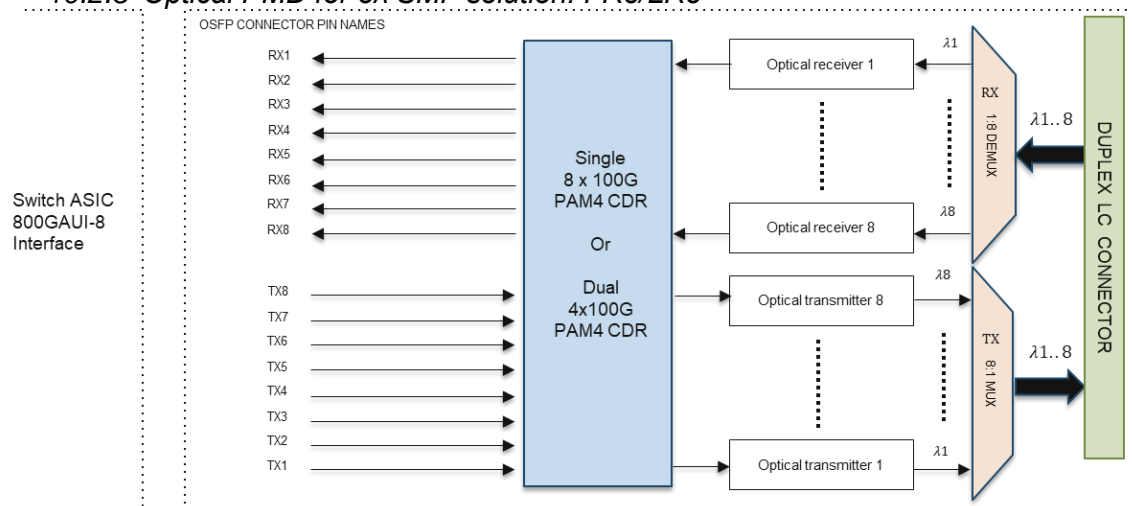 OSFP CONNECTOR PIN NAMES
RX1
RX2
RX3
RX4
RX5
RX6
RX7
RX8
TX8
TX7
TX6
TX5
TX4
TX3
TX2
TX1
Switch ASIC
800GAUI-8
Interface
Single
8 x 100G
PAM4 CDR
Or
Dual
4x100G
PAM4 CDR
Optical receiver 1
Optical receiver 8
Optical transmitter 8
Optical transmitter 1
λ1
λ8
λ8
λ1
RX
1:8 DEMUX
TX
8:1 MUX
λ1..8
λ1..8
DUPLEX LC CONNECTOR